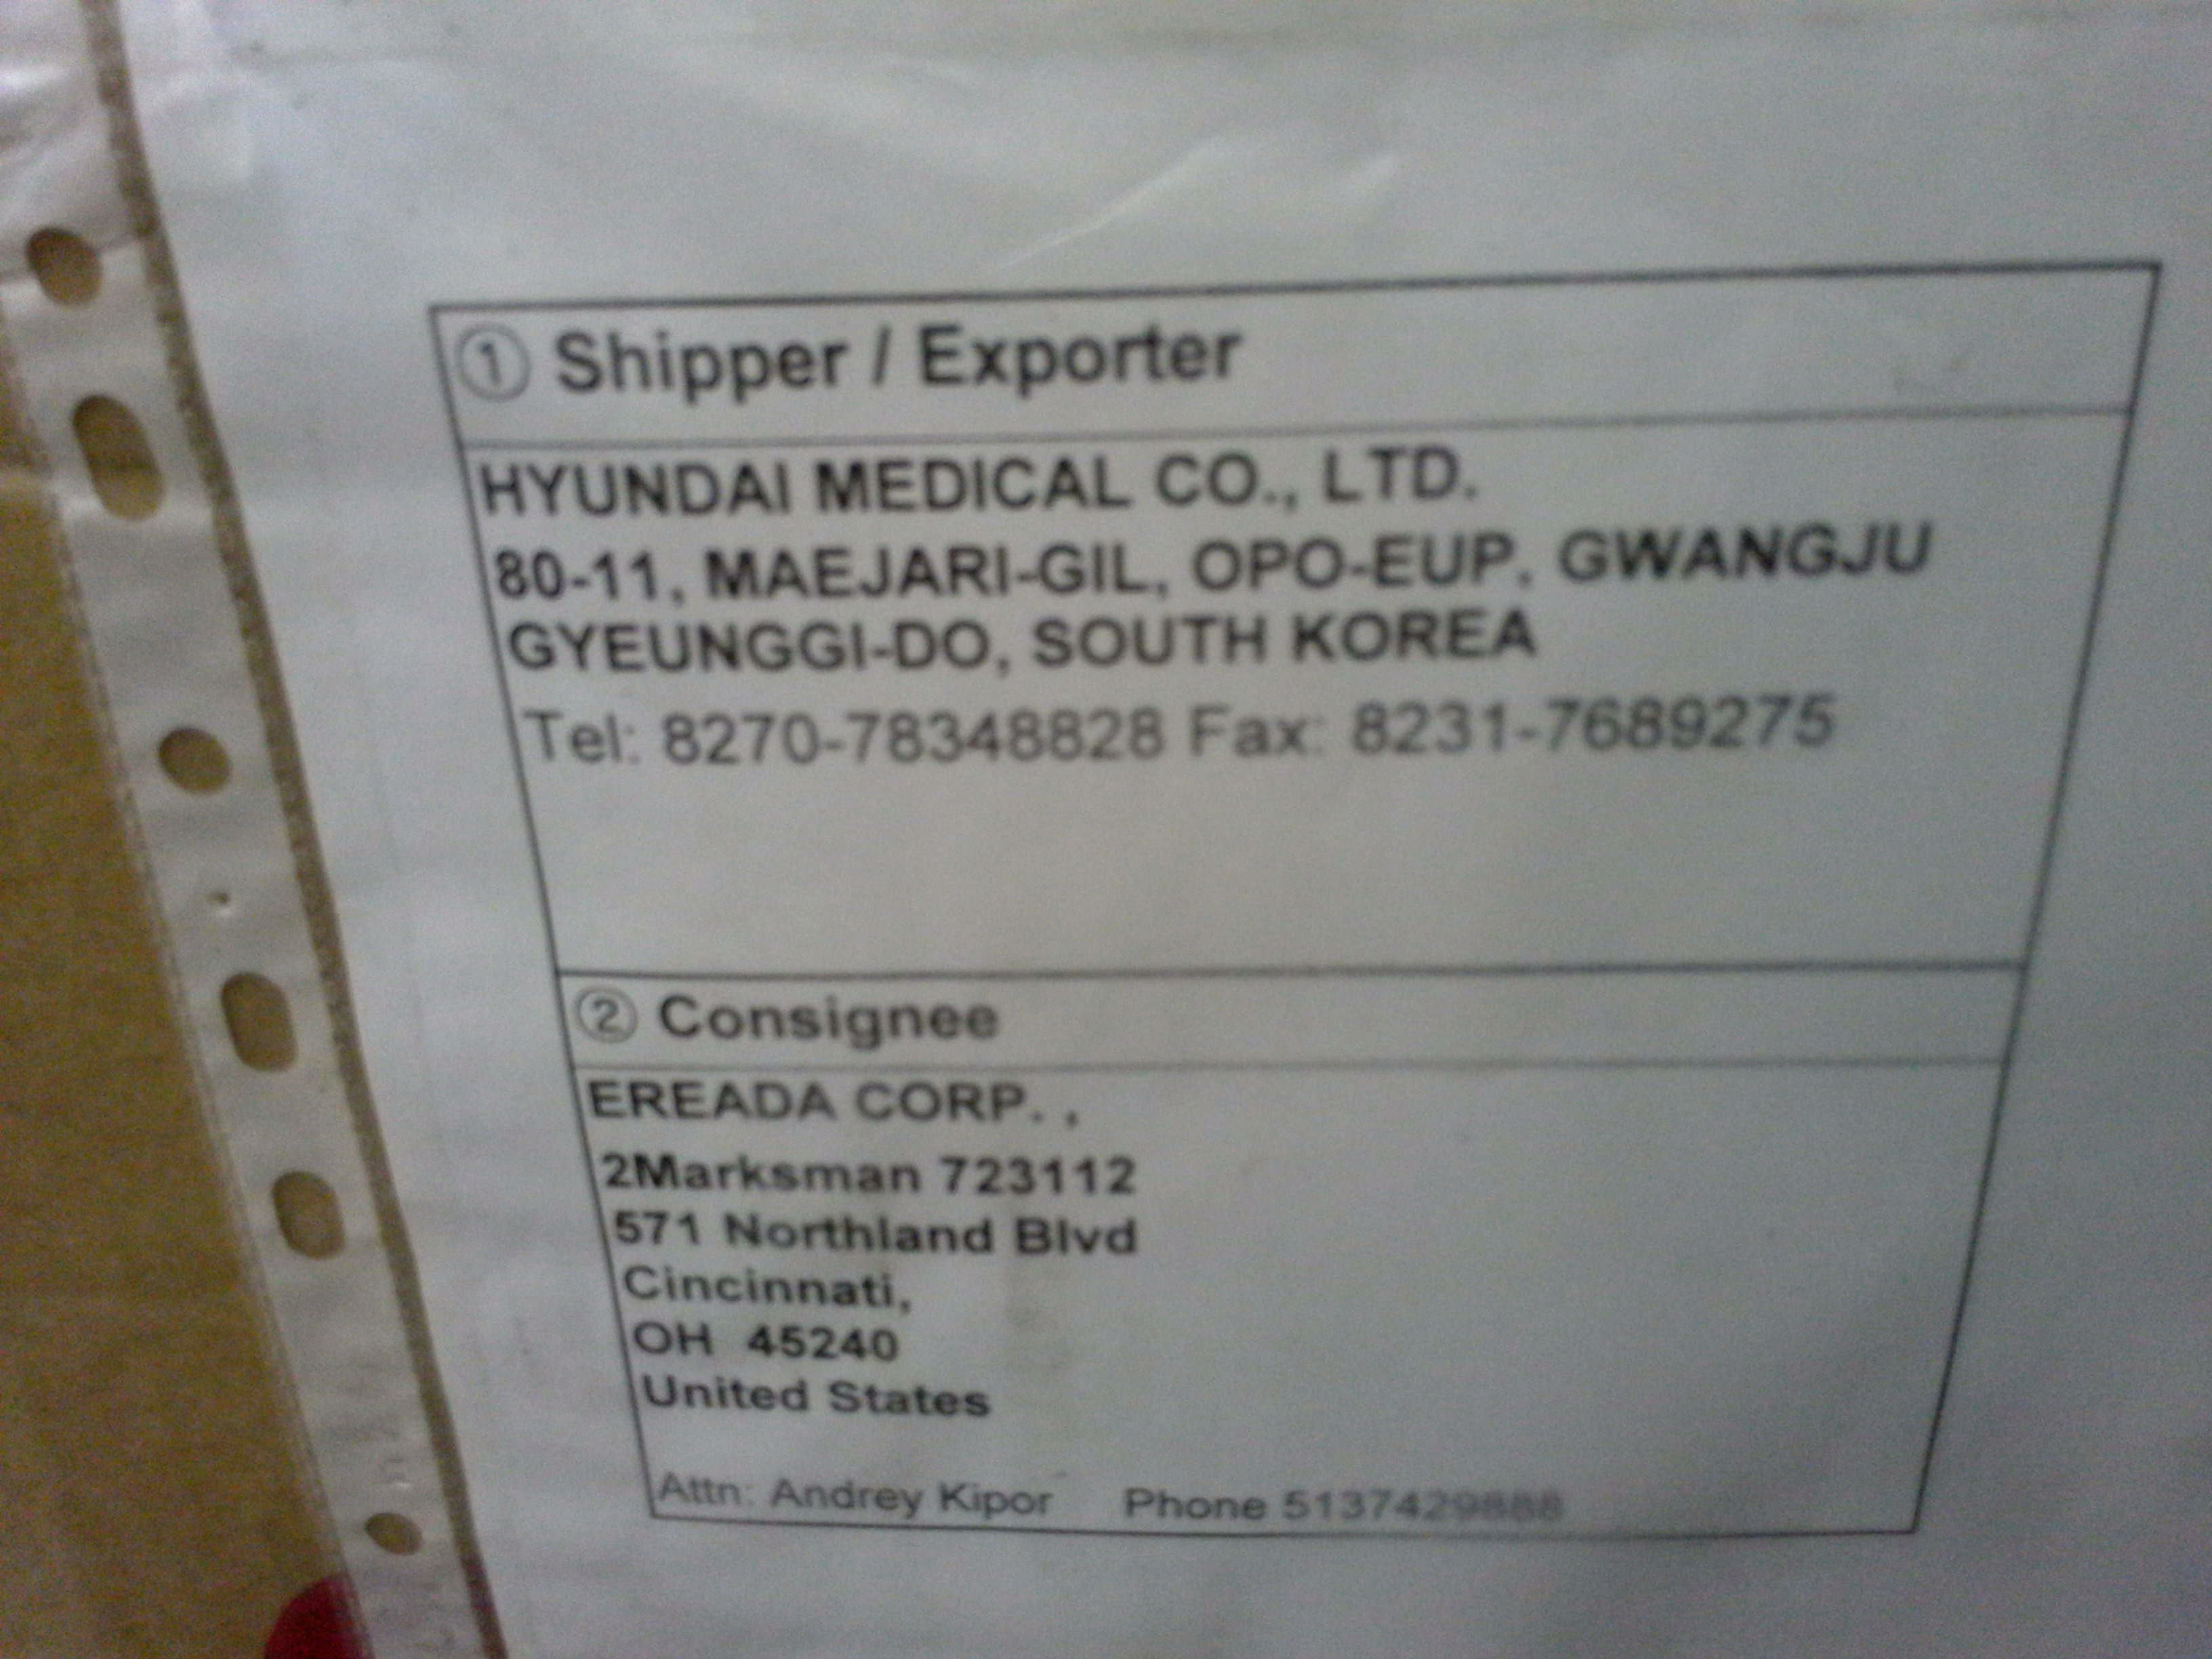 ① Shipper / Exporter
HYUNDAI MEDICAL CO., LTD.
80-11, MAEJARI-GIL, OPO-EUP, GWANGJU
GYEUNGGI-DO, SOUTH KOREA
Tel: 8270-78348828 Fax: 8231-7689275
② Consignee
EREADA CORP. ,
2Marksman 723112
571 Northland Blvd
Cincinnati,
OH 45240
United States
Attn: Andrey Kipor Phone